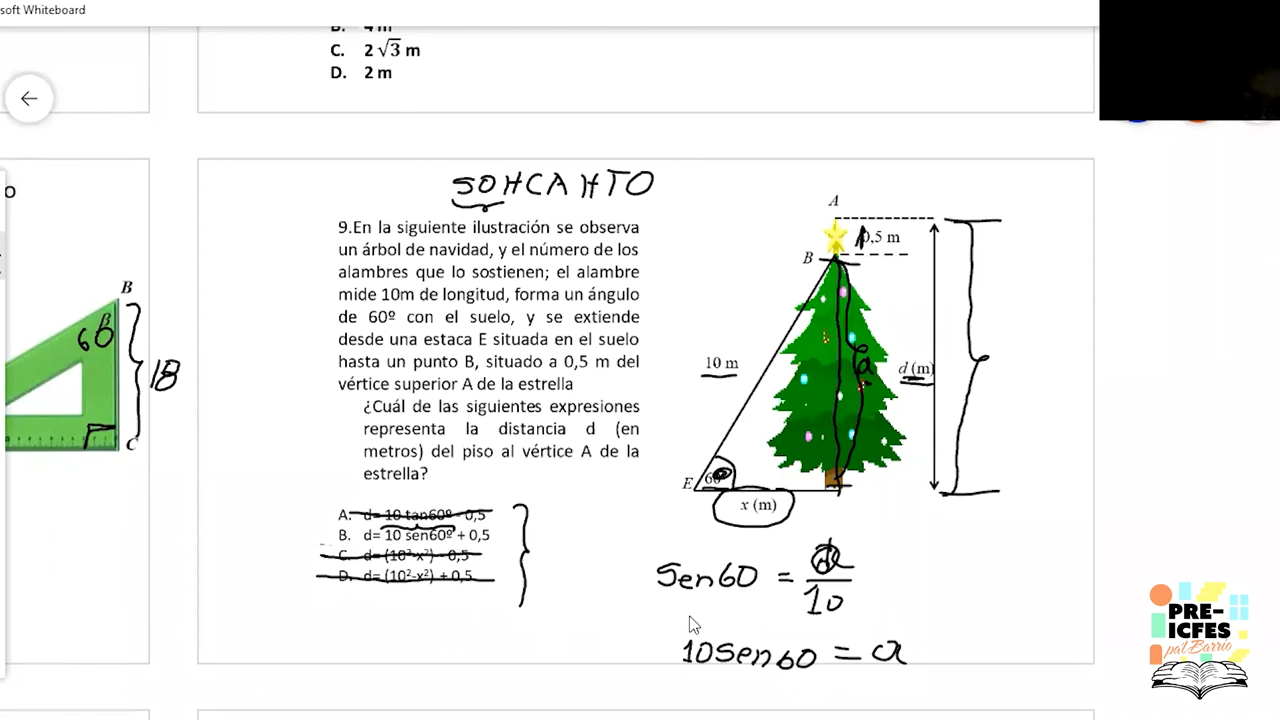 soft Whiteboard
C. 2 √3 m
D. 2 m
o
SOHCAHTO
9.En la siguiente ilustración se observa
un árbol de navidad, y el número de los
alambres que lo sostienen; el alambre
mide 10m de longitud, forma un ángulo
de 60º con el suelo, y se extiende
desde una estaca E situada en el suelo
hasta un punto B, situado a 0,5 m del
vértice superior A de la estrella
¿Cuál de las siguientes expresiones
representa la distancia d (en
metros) del piso al vértice A de la
estrella?
A. d= 10 tan60º - 0,5
B. d= 10 sen60º + 0,5
C. d= (10²-x²) - 0,5
D. d= (10²-x²) + 0,5
A
0,5 m
B
10 m
a
d (m)
E
60
x (m)
Sen60 = a/10
10Sen60 = a
B
18
C
PRE-
ICFES
pal Barrio